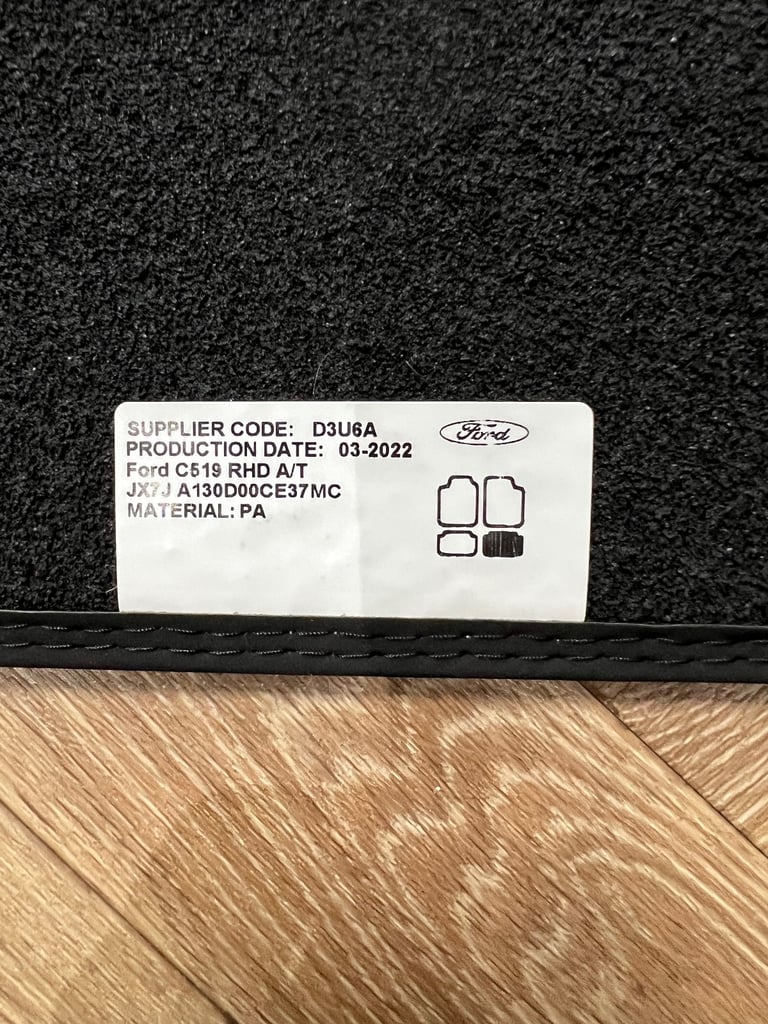 SUPPLIER CODE: D3U6A
Ford
PRODUCTION DATE: 03-2022
Ford C519 RHD A/T
JX7J A130D00CE37MC
MATERIAL: PA